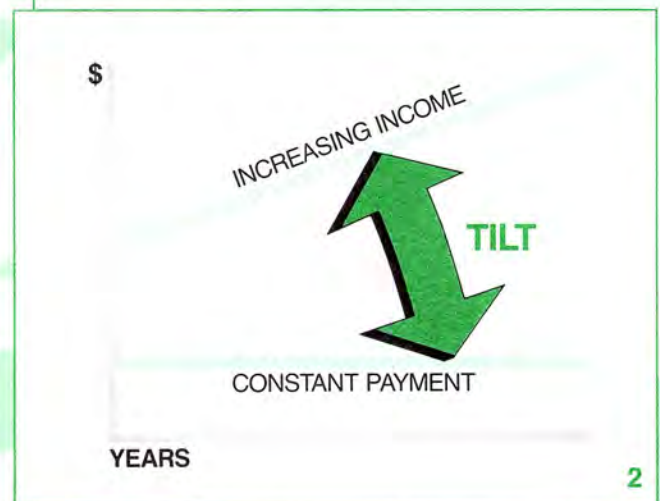 $
INCREASING INCOME
TILT
CONSTANT PAYMENT
YEARS
2